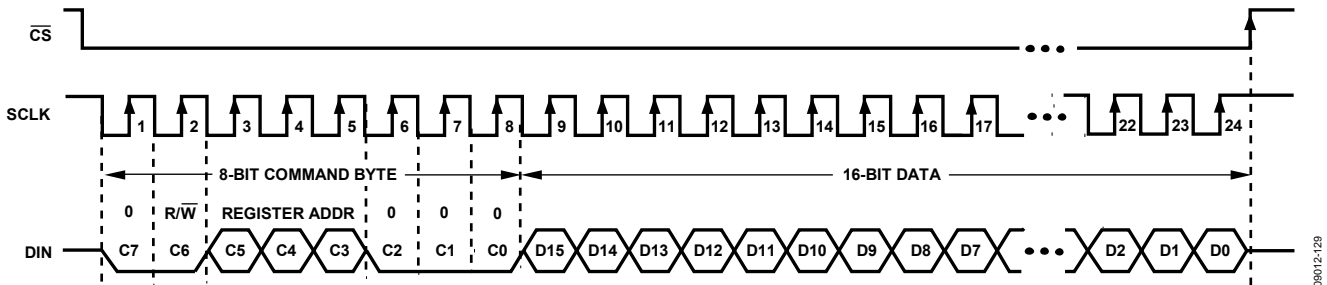 CS
SCLK
1 2 3 4 5 6 7 8 9 10 11 12 13 14 15 16 17 22 23 24
8-BIT COMMAND BYTE 16-BIT DATA
0 R/W REGISTER ADDR 0 0 0
DIN C7 C6 C5 C4 C3 C2 C1 C0 D15 D14 D13 D12 D11 D10 D9 D8 D7 D2 D1 D0
09012-129